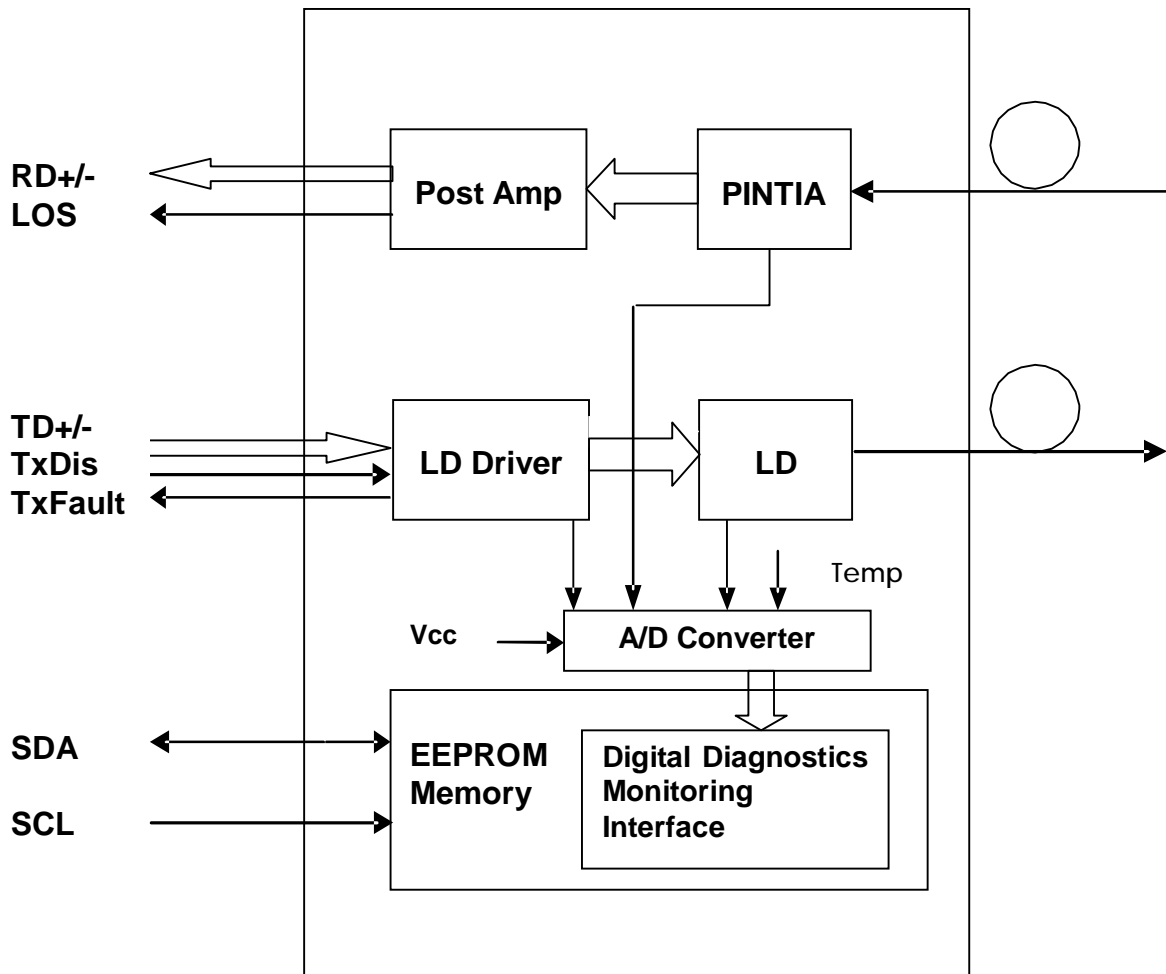 RD+/-
LOS
Post Amp
PINTIA
TD+/-
TxDis
TxFault
LD Driver
LD
Temp
Vcc
A/D Converter
SDA
SCL
EEPROM
Memory
Digital Diagnostics
Monitoring
Interface